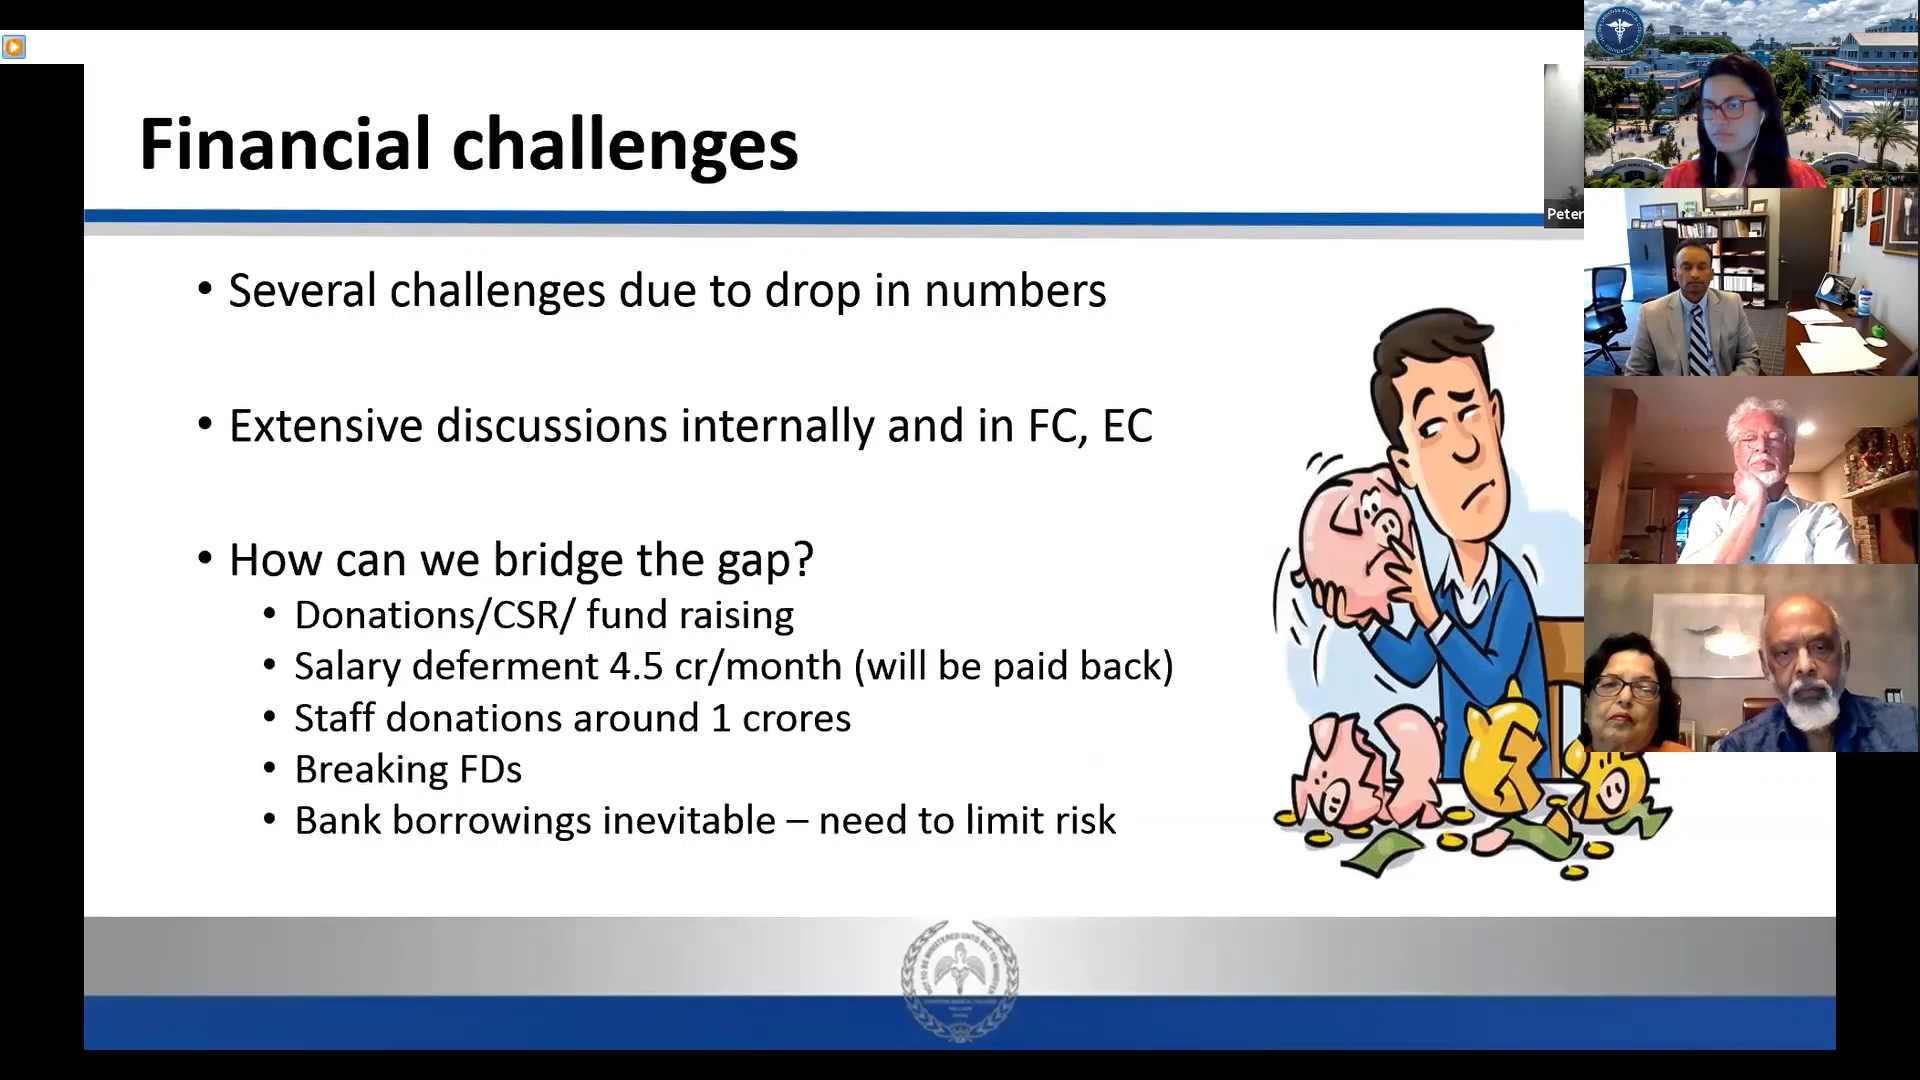 Financial challenges
• Several challenges due to drop in numbers
• Extensive discussions internally and in FC, EC
• How can we bridge the gap?
• Donations/CSR/ fund raising
• Salary deferment 4.5 cr/month (will be paid back)
• Staff donations around 1 crores
• Breaking FDs
• Bank borrowings inevitable – need to limit risk
Peter